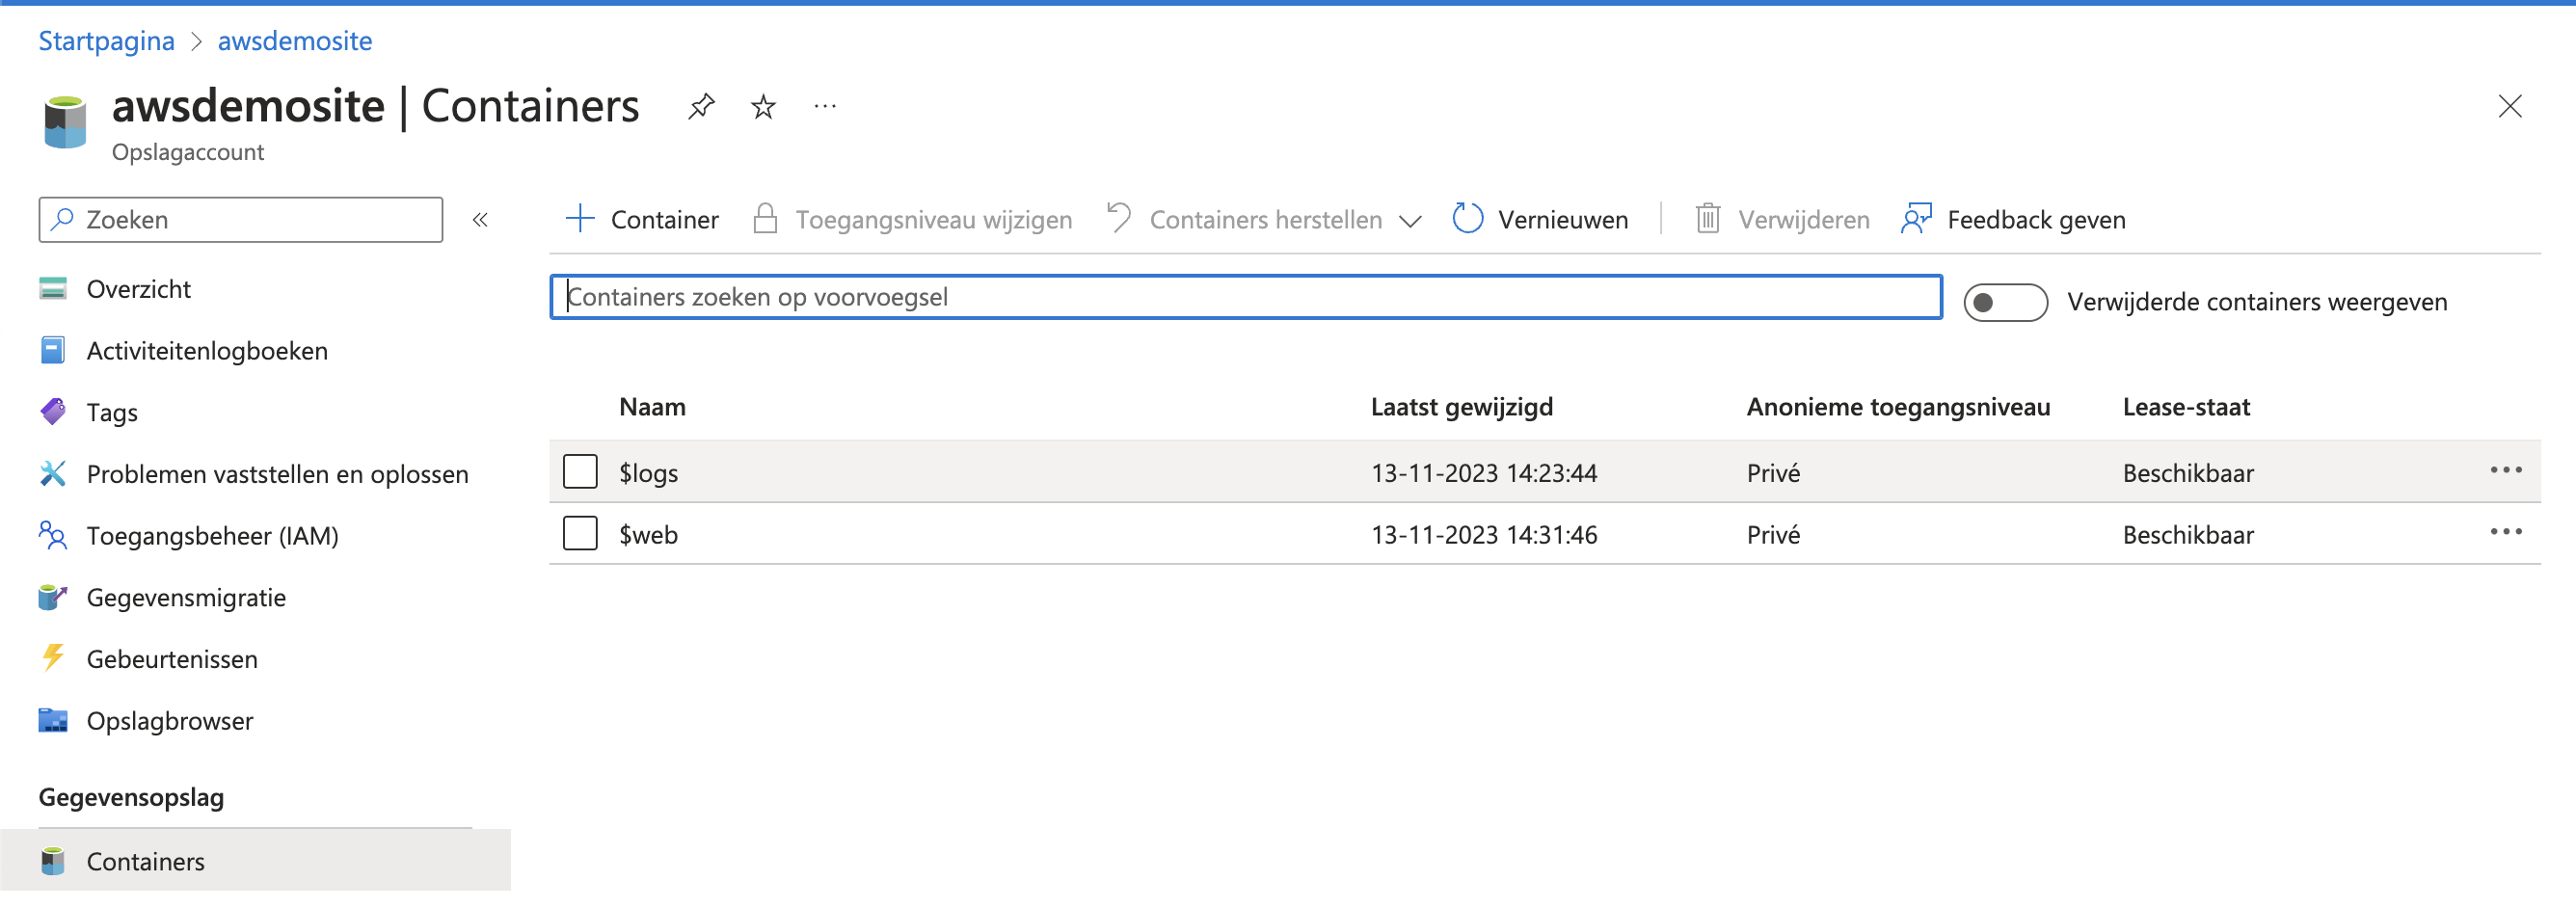 Startpagina > awsdemosite
awsdemosite | Containers
Opslagaccount
Zoeken
Overzicht
Activiteitenlogboeken
Tags
Problemen vaststellen en oplossen
Toegangsbeheer (IAM)
Gegevensmigratie
Gebeurtenissen
Opslagbrowser
Gegevensopslag
Containers
Container Toegangsniveau wijzigen Containers herstellen Vernieuwen Verwijderen Feedback geven
Containers zoeken op voorvoegsel Verwijderde containers weergeven
Naam Laatst gewijzigd Anonieme toegangsniveau Lease-staat
$logs 13-11-2023 14:23:44 Privé Beschikbaar
$web 13-11-2023 14:31:46 Privé Beschikbaar